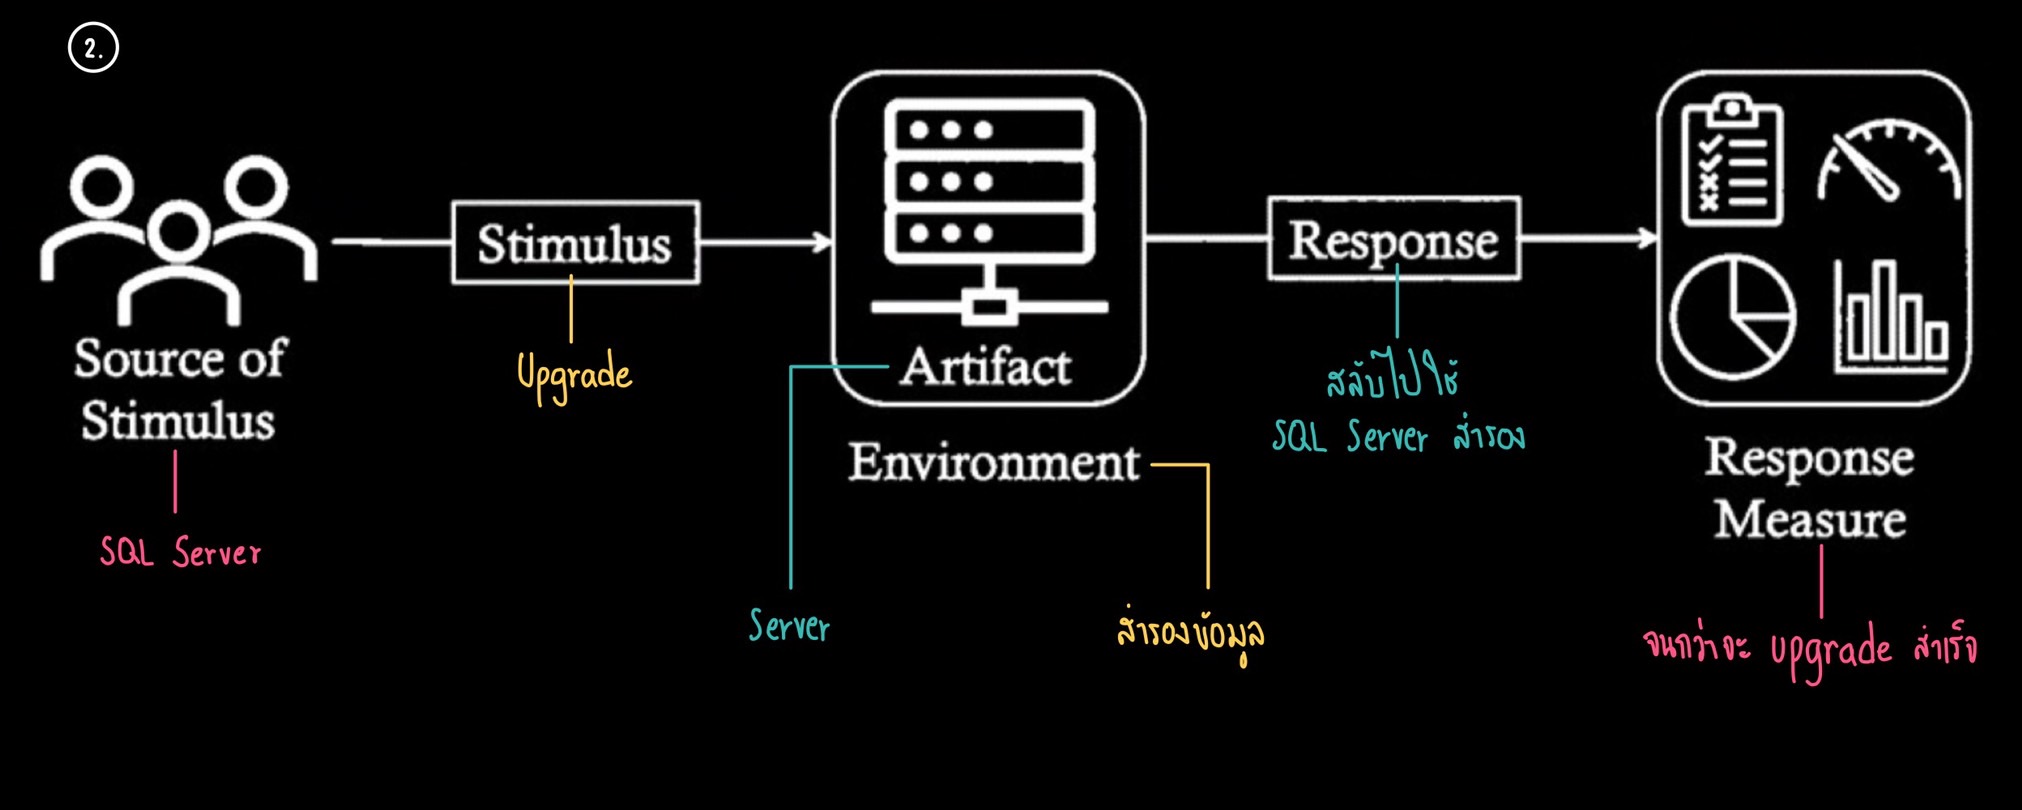 2.
Stimulus
Response
Source of
Stimulus
Artifact
Environment
Response
Measure
Upgrade
สลับไปใช้
SQL Server สำรอง
SQL Server
Server
สำรองข้อมูล
จนกว่าจะ upgrade สำเร็จ